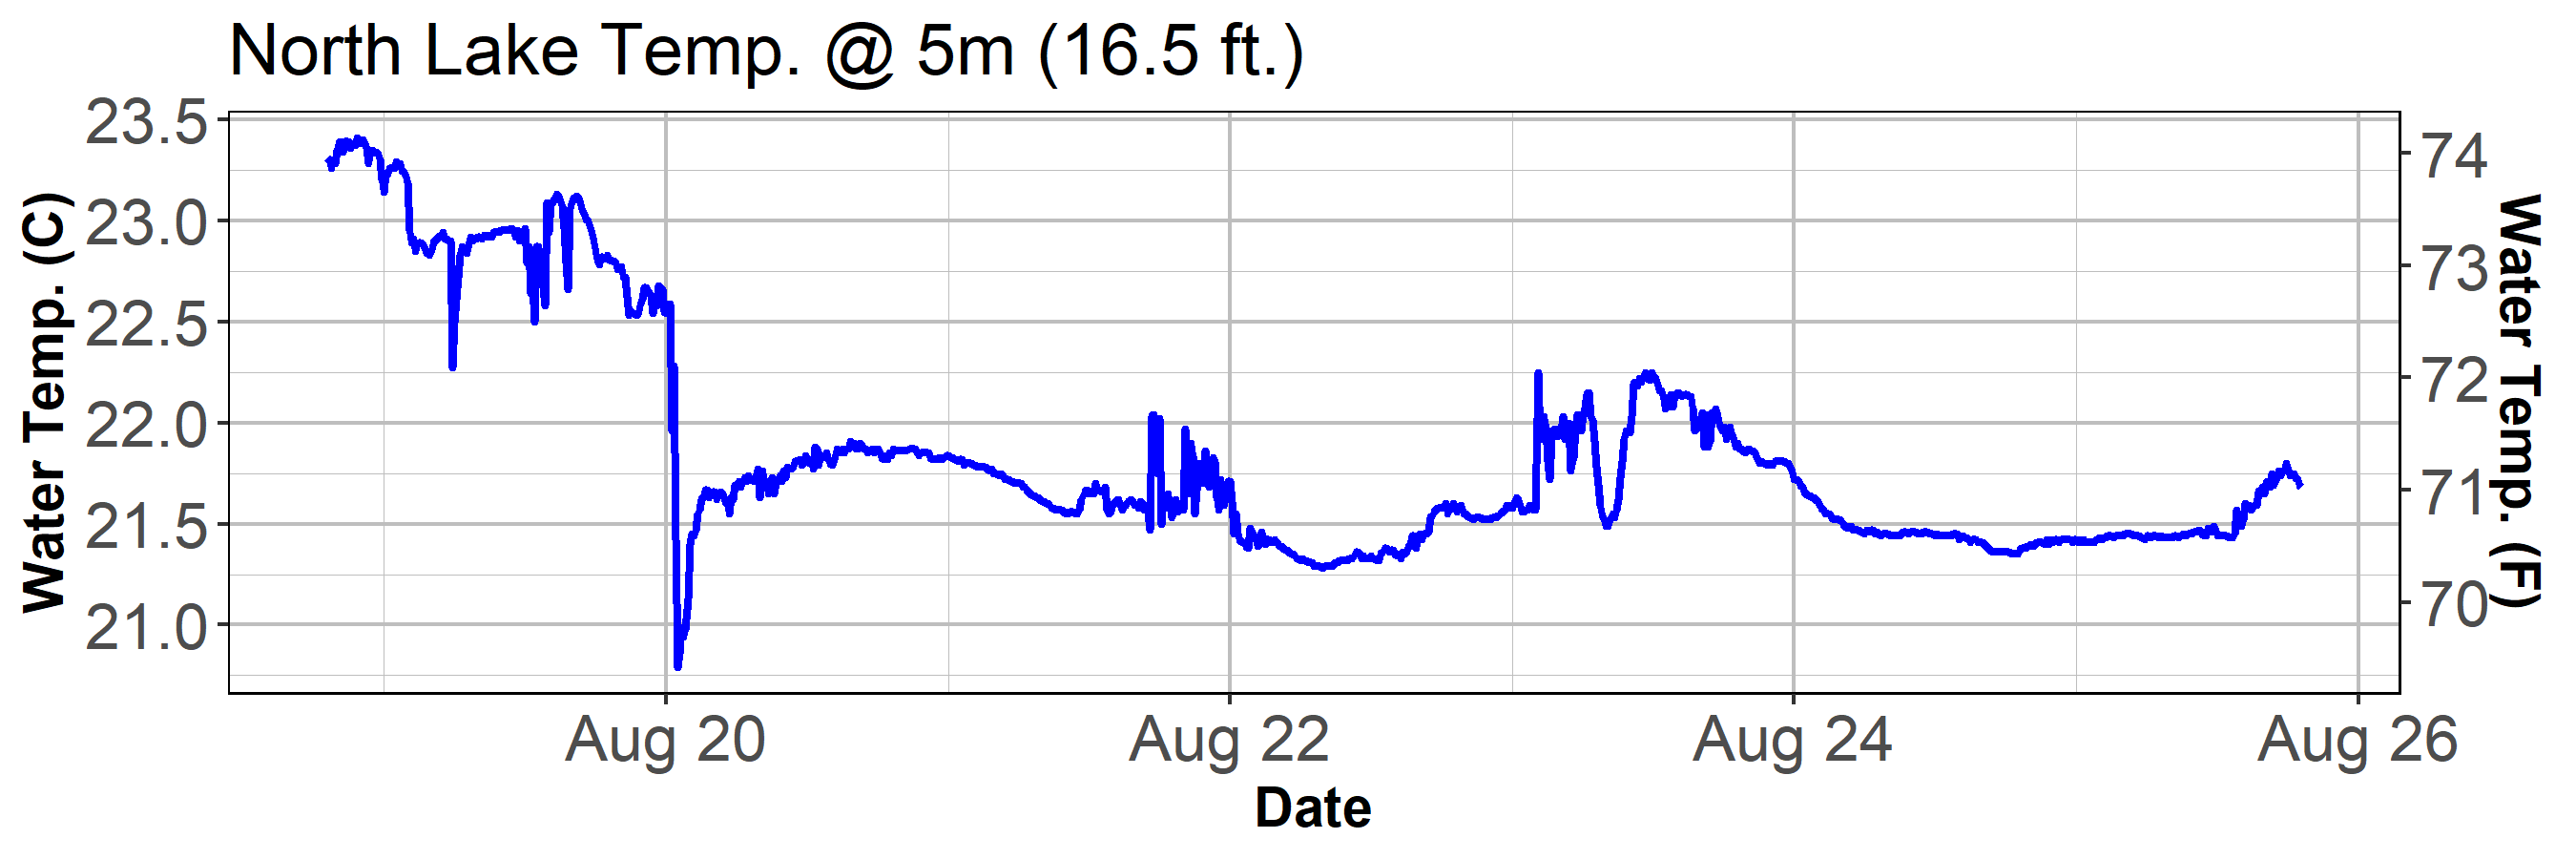 North Lake Temp. @ 5m (16.5 ft.)
Water Temp. (C)
23.5
23.0
22.5
22.0
21.5
21.0
74
73
72
71
70
Water Temp. (F)
Aug 20
Aug 22
Aug 24
Aug 26
Date